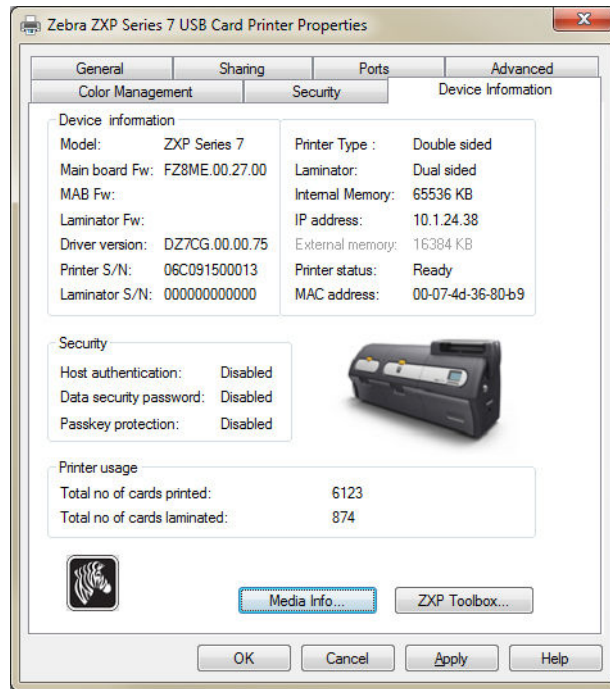 Zebra ZXP Series 7 USB Card Printer Properties
General Sharing Ports Advanced
Color Management Security Device Information
Device information
Model: ZXP Series 7
Main board Fw: FZ8ME.00.27.00
MAB Fw:
Laminator Fw:
Driver version: DZ7CG.00.00.75
Printer S/N: 06C091500013
Laminator S/N: 000000000000
Printer Type : Double sided
Laminator: Dual sided
Internal Memory: 65536 KB
IP address: 10.1.24.38
External memory: 16384 KB
Printer status: Ready
MAC address: 00-07-4d-36-80-b9
Security
Host authentication: Disabled
Data security password: Disabled
Passkey protection: Disabled
Printer usage
Total no of cards printed: 6123
Total no of cards laminated: 874
Media Info... ZXP Toolbox...
OK Cancel Apply Help